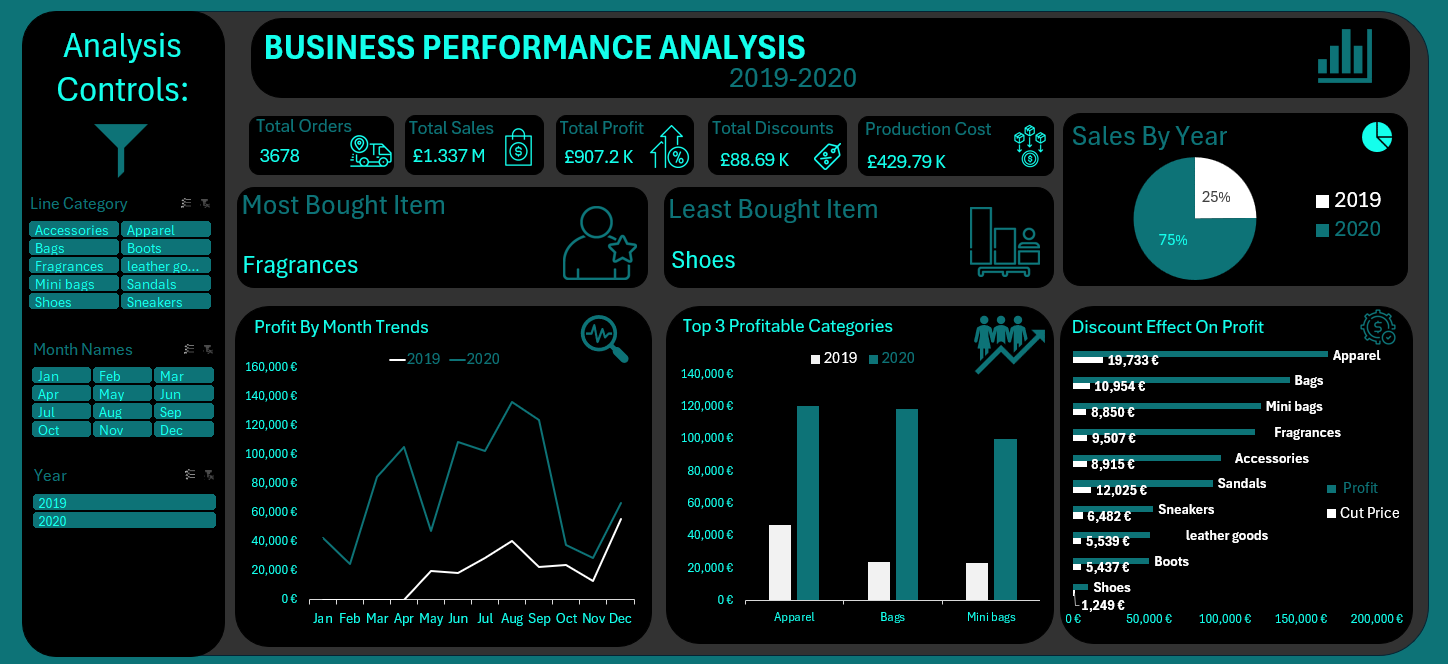 Analysis
Controls:
Line Category
Accessories Apparel
Bags Boots
Fragrances leather go...
Mini bags Sandals
Shoes Sneakers
Month Names
Jan Feb Mar
Apr May Jun
Jul Aug Sep
Oct Nov Dec
Year
2019
2020
BUSINESS PERFORMANCE ANALYSIS
2019-2020
Total Orders
3678
Total Sales
£1.337 M
$
Total Profit
£907.2 K
%
Total Discounts
£88.69 K
%
Production Cost
£429.79 K
$
Sales By Year
25%
75%
2019
2020
Most Bought Item
Fragrances
Least Bought Item
Shoes
Profit By Month Trends
2019 2020
160,000 €
140,000 €
120,000 €
100,000 €
80,000 €
60,000 €
40,000 €
20,000 €
0 €
Jan Feb Mar Apr May Jun Jul Aug Sep Oct Nov Dec
Top 3 Profitable Categories
2019 2020
140,000 €
120,000 €
100,000 €
80,000 €
60,000 €
40,000 €
20,000 €
0 €
Apparel Bags Mini bags
Discount Effect On Profit
$
Apparel
19,733 €
Bags
10,954 €
Mini bags
8,850 €
Fragrances
9,507 €
Accessories
8,915 €
Sandals
12,025 €
Profit
Sneakers
6,482 €
Cut Price
leather goods
5,539 €
Boots
5,437 €
Shoes
1,249 €
0 € 50,000 € 100,000 € 150,000 € 200,000 €